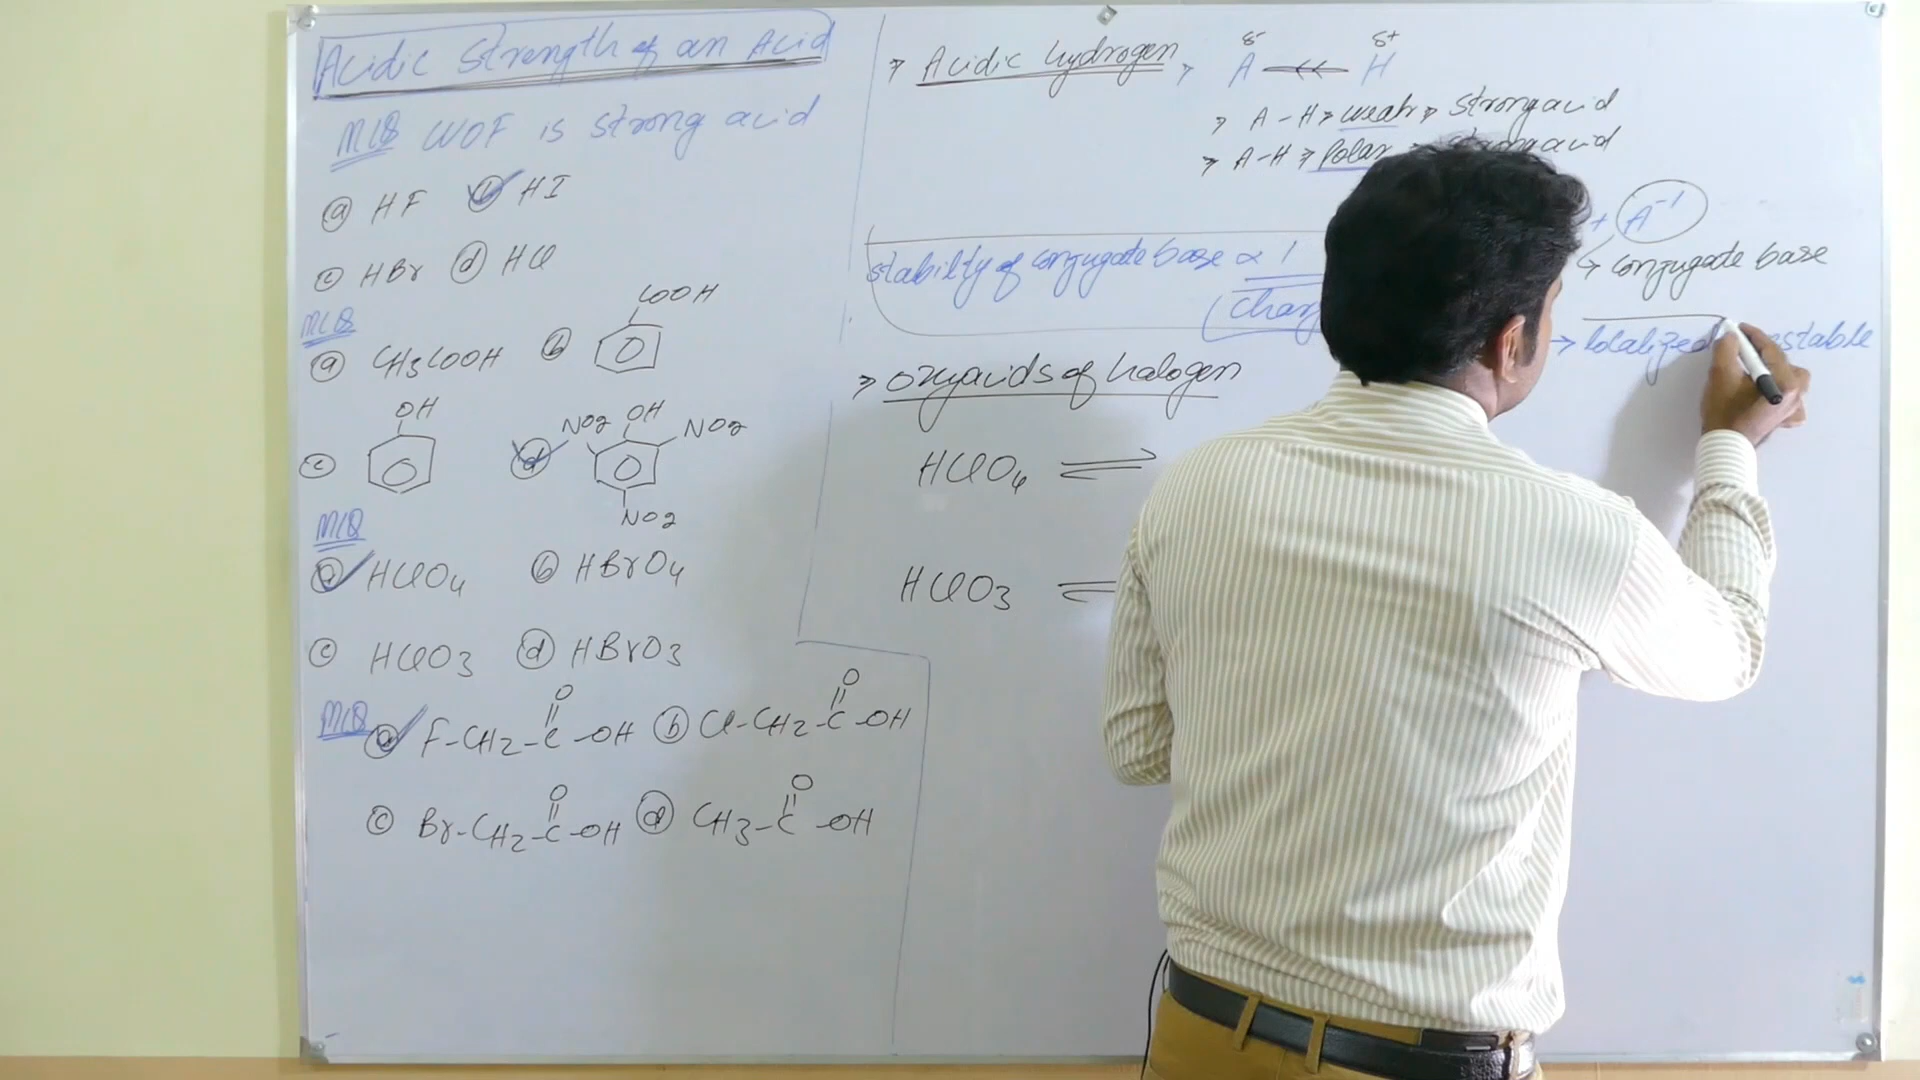 Acidic Strength of an Acid
MCQ WOF is strong acid
(a) HF (b) HI
(c) HBr (d) HCl
MCQ
COOH
(a) CH3COOH (b)
OH
NO2 OH NO2
(c) (d)
NO2
MCQ
(a) HClO4 (b) HBrO4
(c) HClO3 (d) HBrO3
MCQ
O O
(a) F-CH2-C-OH (b) Cl-CH2-C-OH
O O
(c) Br-CH2-C-OH (d) CH3-C-OH
Acidic hydrogen
δ- δ+
A H
A-H weak strong acid
A-H Polar acid
+ A-1
conjugate base
stability of conjugate base ∝ 1
localized
oxyacids of halogen
HClO4 ⇌
HClO3 ⇌